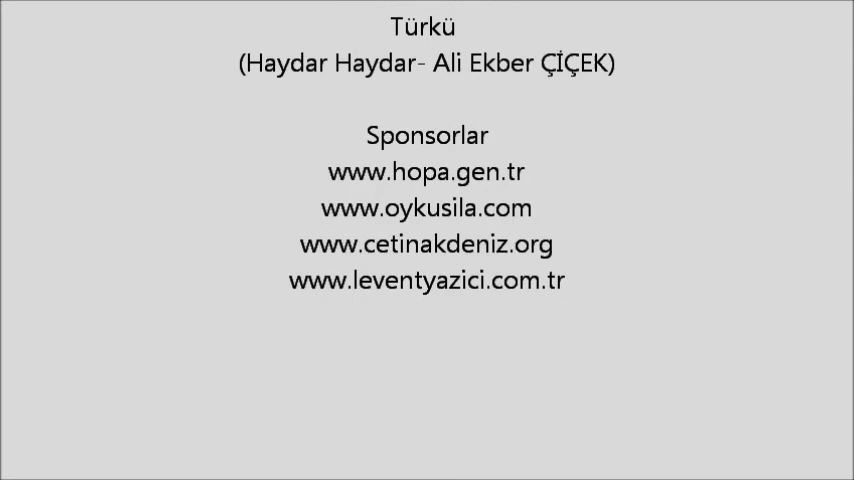 Türkü
(Haydar Haydar- Ali Ekber ÇİÇEK)
Sponsorlar
www.hopa.gen.tr
www.oykusila.com
www.cetinakdeniz.org
www.leventyazici.com.tr